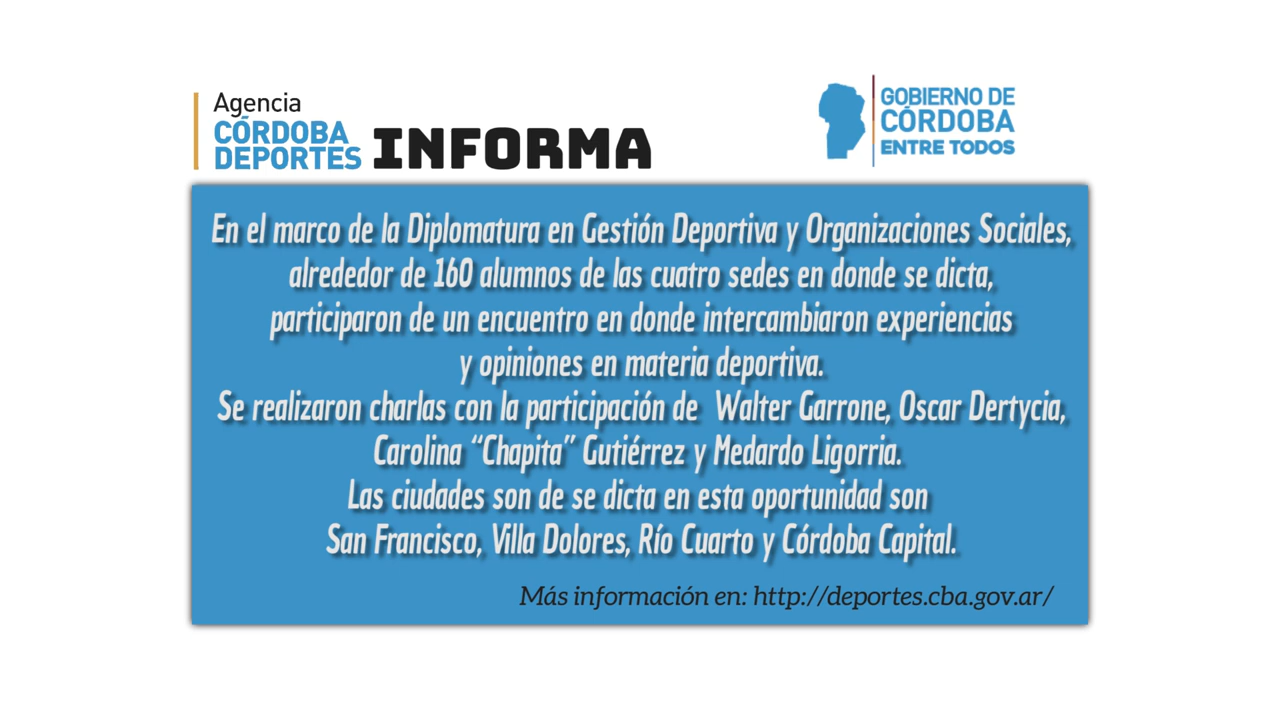 Agencia
CÓRDOBA
DEPORTES INFORMA
GOBIERNO DE
CÓRDOBA
ENTRE TODOS
En el marco de la Diplomatura en Gestión Deportiva y Organizaciones Sociales,
alrededor de 160 alumnos de las cuatro sedes en donde se dicta,
participaron de un encuentro en donde intercambiaron experiencias
y opiniones en materia deportiva.
Se realizaron charlas con la participación de Walter Garrone, Oscar Dertycia,
Carolina “Chapita” Gutiérrez y Medardo Ligorria.
Las ciudades son de se dicta en esta oportunidad son
San Francisco, Villa Dolores, Río Cuarto y Córdoba Capital.
Más información en: http://deportes.cba.gov.ar/